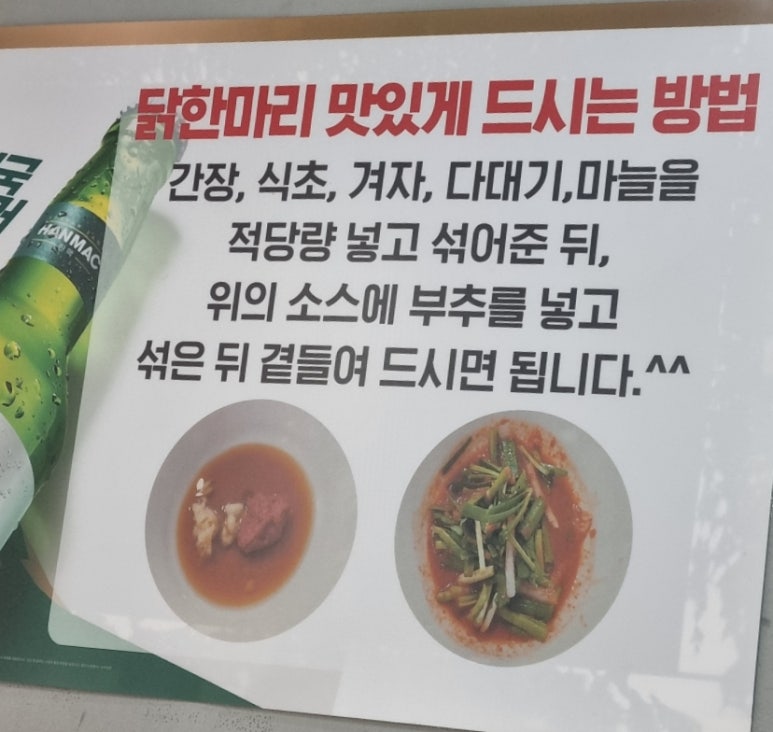 닭한마리 맛있게 드시는 방법
간장, 식초, 겨자, 다대기,마늘을
적당량 넣고 섞어준 뒤,
위의 소스에 부추를 넣고
섞은 뒤 곁들여 드시면 됩니다.^^
HANMAC